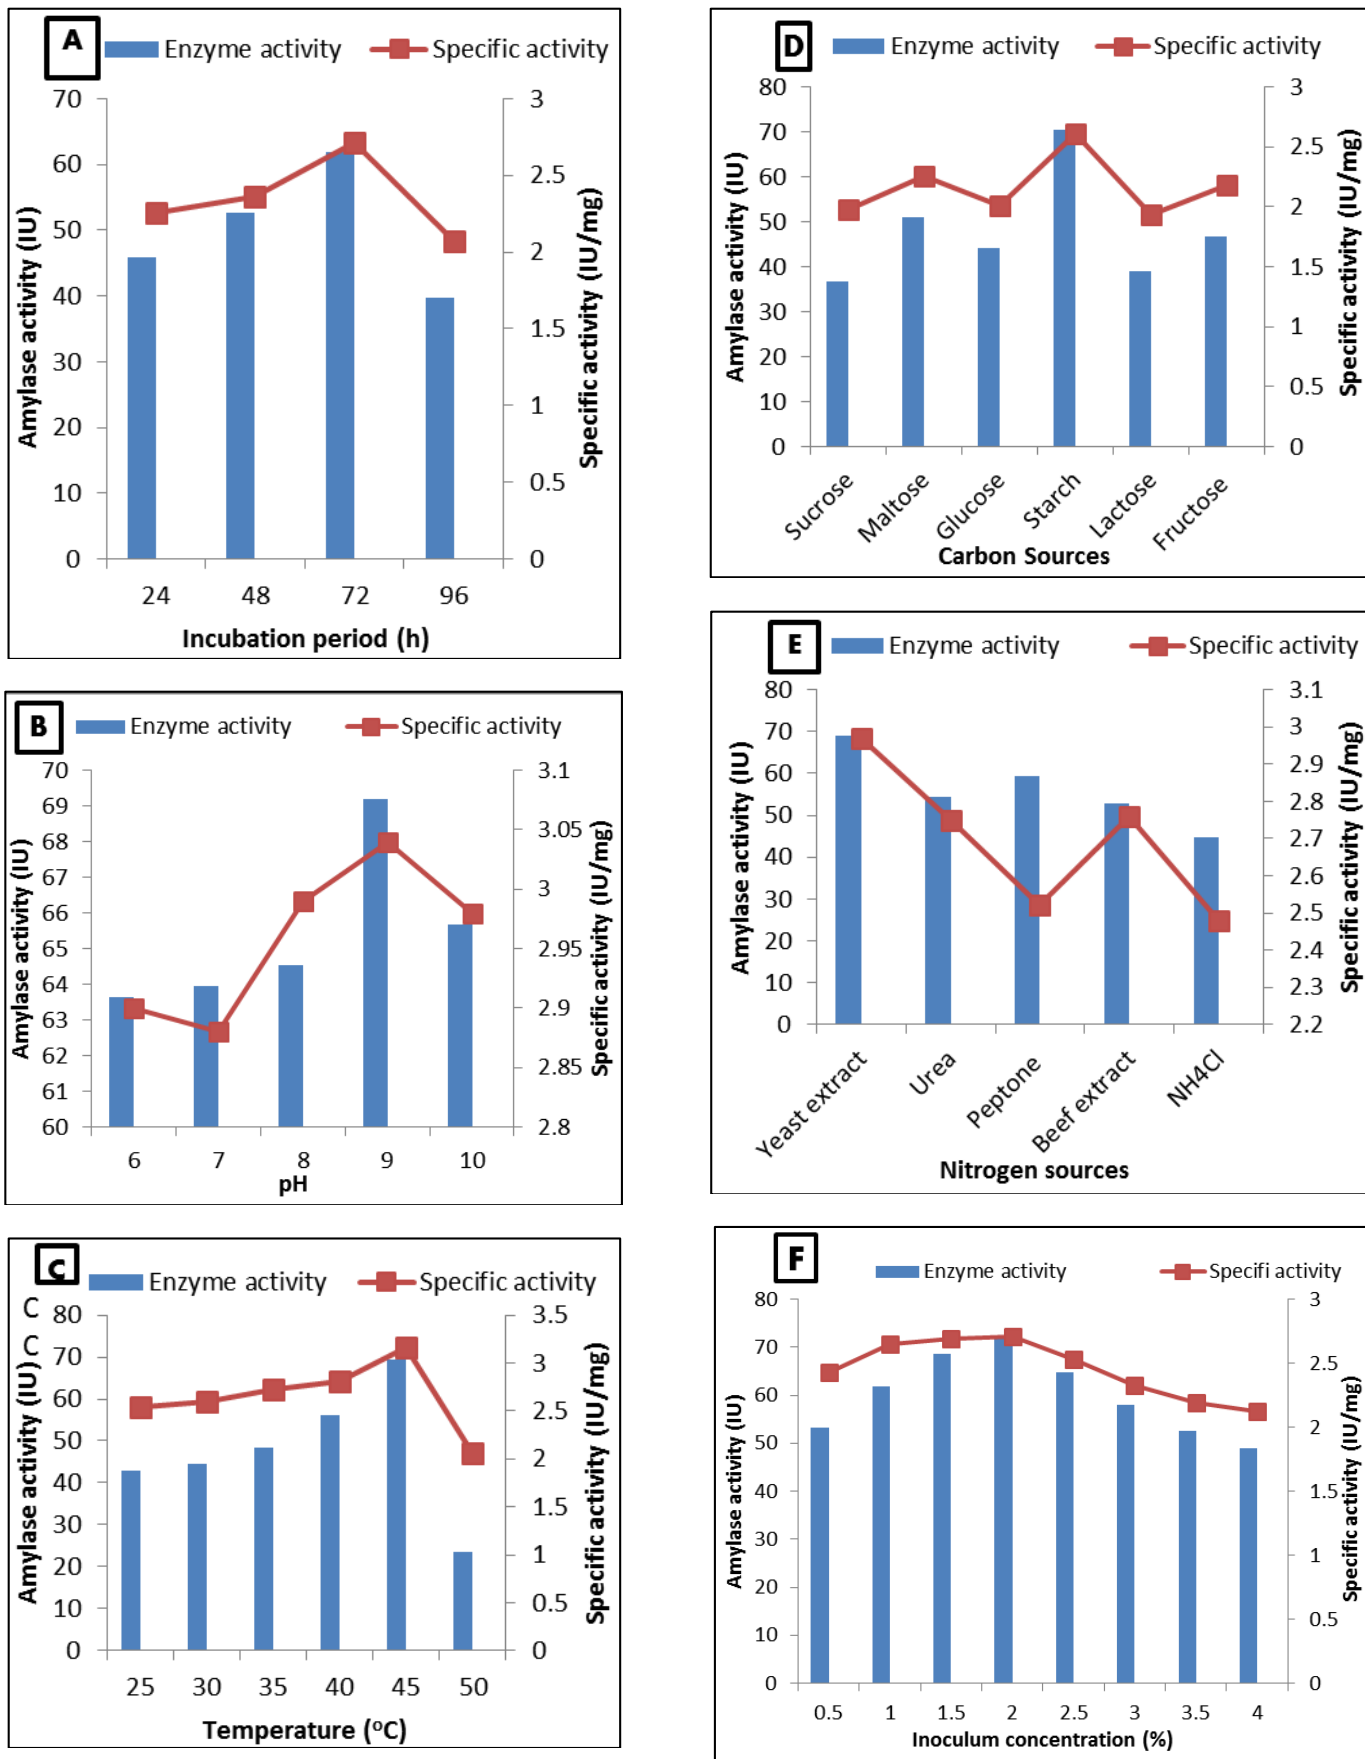 A
Enzyme activity
Specific activity
70
60
50
40
30
20
10
0
3
2.5
2
1.5
1
0.5
0
Amylase activity (IU)
Specific activity (IU/mg)
24 48 72 96
Incubation period (h)
B
Enzyme activity
Specific activity
70
69
68
67
66
65
64
63
62
61
60
3.1
3.05
3
2.95
2.9
2.85
2.8
Amylase activity (IU)
Specific activity (IU/mg)
6 7 8 9 10
pH
C
Enzyme activity
Specific activity
C
C
80
70
60
50
40
30
20
10
0
3.5
3
2.5
2
1.5
1
0.5
0
Amylase activity (IU)
Specific activity (IU/mg)
25 30 35 40 45 50
Temperature (°C)
D
Enzyme activity
Specific activity
80
70
60
50
40
30
20
10
0
3
2.5
2
1.5
1
0.5
0
Amylase activity (IU)
Specific activity (IU/mg)
Sucrose
Maltose
Glucose
Starch
Lactose
Fructose
Carbon Sources
E
Enzyme activity
Specific activity
80
70
60
50
40
30
20
10
0
3.1
3
2.9
2.8
2.7
2.6
2.5
2.4
2.3
2.2
Amylase activity (IU)
Specific activity (IU/mg)
Yeast extract
Urea
Peptone
Beef extract
NH4Cl
Nitrogen sources
F
Enzyme activity
Specifi activity
80
70
60
50
40
30
20
10
0
3
2.5
2
1.5
1
0.5
0
Amylase activity (IU)
Specific activity (IU/mg)
0.5 1 1.5 2 2.5 3 3.5 4
Inoculum concentration (%)